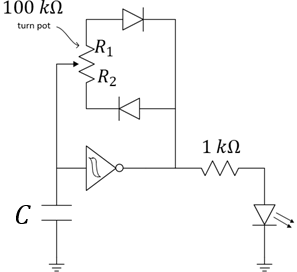 100 kΩ
turn pot
R₁
R₂
1 kΩ
C